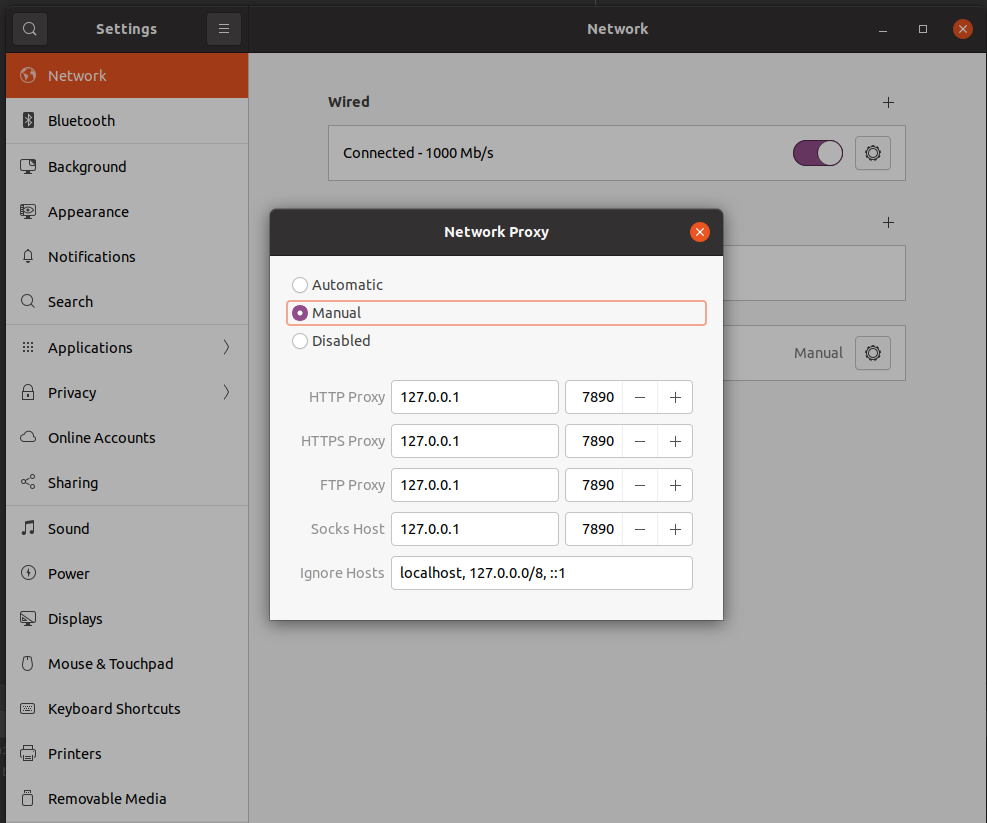 Settings
Network
Network
Bluetooth
Background
Appearance
Notifications
Search
Applications
Privacy
Online Accounts
Sharing
Sound
Power
Displays
Mouse & Touchpad
Keyboard Shortcuts
Printers
Removable Media
Wired
Connected - 1000 Mb/s
Manual
Network Proxy
Automatic
Manual
Disabled
HTTP Proxy 127.0.0.1 7890
HTTPS Proxy 127.0.0.1 7890
FTP Proxy 127.0.0.1 7890
Socks Host 127.0.0.1 7890
Ignore Hosts localhost, 127.0.0.0/8, ::1